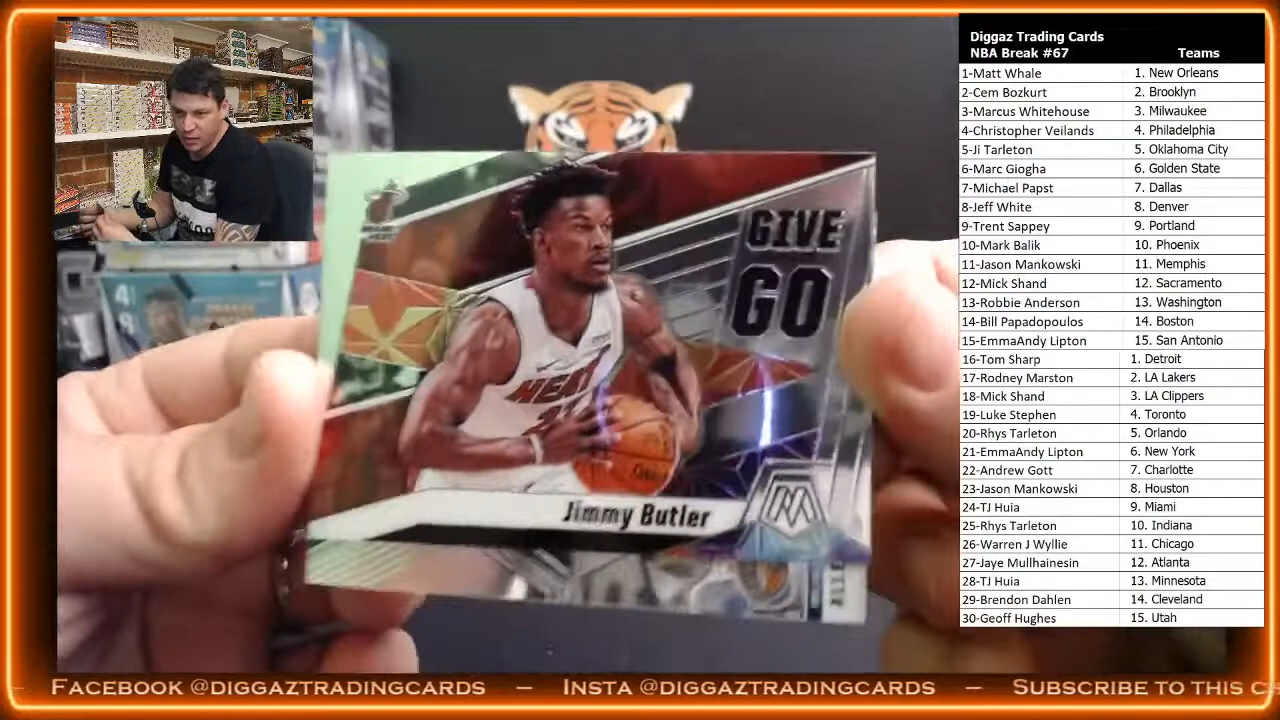 Diggaz Trading Cards
NBA Break #67 Teams
1-Matt Whale 1. New Orleans
2-Cem Bozkurt 2. Brooklyn
3-Marcus Whitehouse 3. Milwaukee
4-Christopher Veilands 4. Philadelphia
5-Ji Tarleton 5. Oklahoma City
6-Marc Giogha 6. Golden State
7-Michael Papst 7. Dallas
8-Jeff White 8. Denver
9-Trent Sappey 9. Portland
10-Mark Balik 10. Phoenix
11-Jason Mankowski 11. Memphis
12-Mick Shand 12. Sacramento
13-Robbie Anderson 13. Washington
14-Bill Papadopoulos 14. Boston
15-EmmaAndy Lipton 15. San Antonio
16-Tom Sharp 1. Detroit
17-Rodney Marston 2. LA Lakers
18-Mick Shand 3. LA Clippers
19-Luke Stephen 4. Toronto
20-Rhys Tarleton 5. Orlando
21-EmmaAndy Lipton 6. New York
22-Andrew Gott 7. Charlotte
23-Jason Mankowski 8. Houston
24-TJ Huia 9. Miami
25-Rhys Tarleton 10. Indiana
26-Warren J Wyllie 11. Chicago
27-Jaye Mullhainesin 12. Atlanta
28-TJ Huia 13. Minnesota
29-Brendon Dahlen 14. Cleveland
30-Geoff Hughes 15. Utah
GIVE
GO
HEAT
Jimmy Butler
M
Facebook @diggaztradingcards – Insta @diggaztradingcards – Subscribe to this